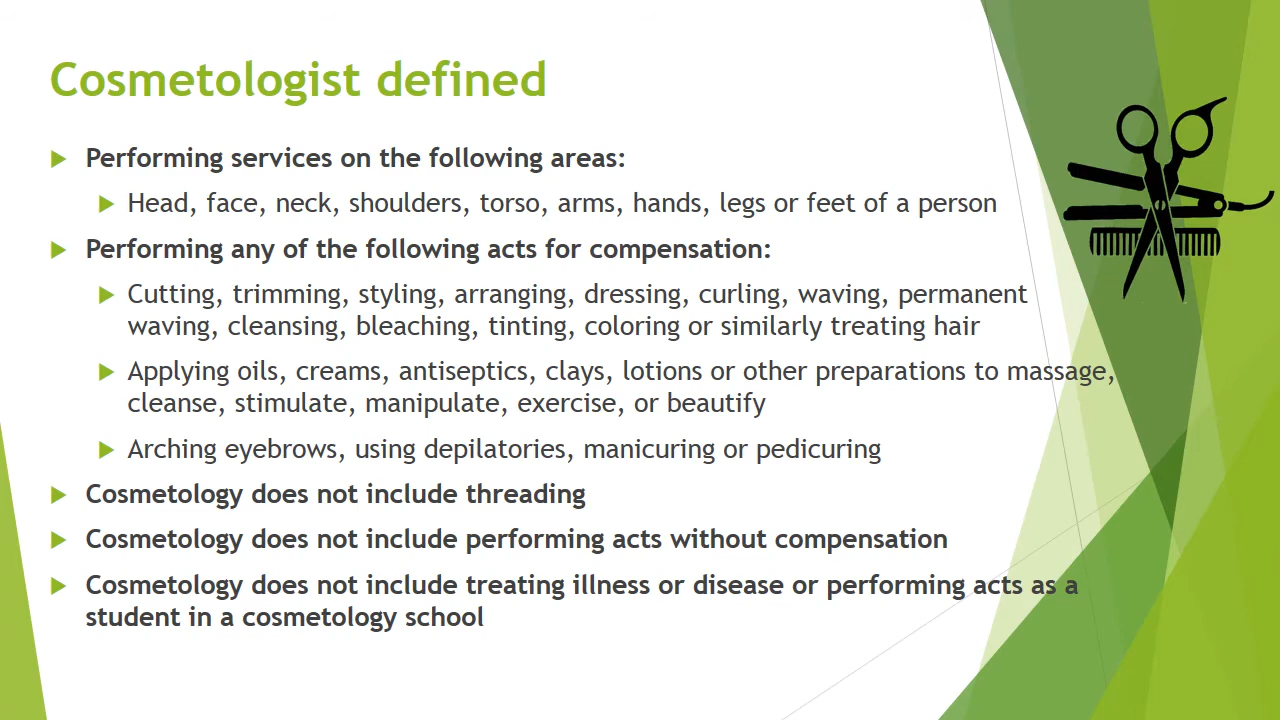 Cosmetologist defined
Performing services on the following areas:
Head, face, neck, shoulders, torso, arms, hands, legs or feet of a person
Performing any of the following acts for compensation:
Cutting, trimming, styling, arranging, dressing, curling, waving, permanent
waving, cleansing, bleaching, tinting, coloring or similarly treating hair
Applying oils, creams, antiseptics, clays, lotions or other preparations to massage,
cleanse, stimulate, manipulate, exercise, or beautify
Arching eyebrows, using depilatories, manicuring or pedicuring
Cosmetology does not include threading
Cosmetology does not include performing acts without compensation
Cosmetology does not include treating illness or disease or performing acts as a
student in a cosmetology school